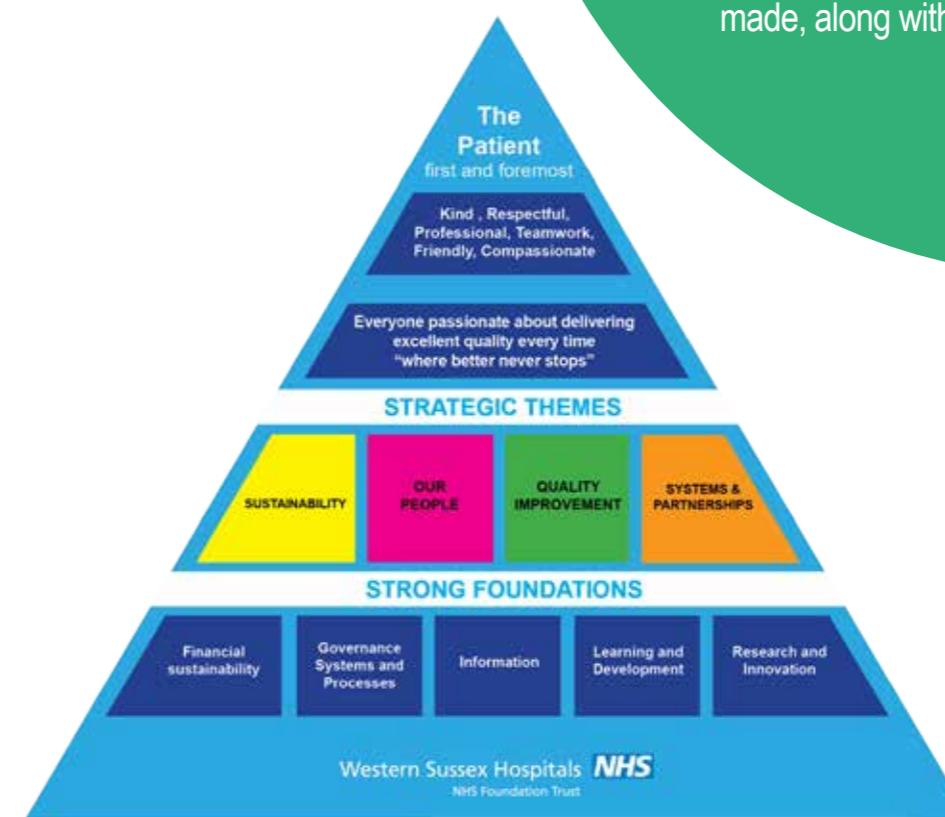 made, along with
The
Patient
first and foremost
Kind , Respectful,
Professional, Teamwork,
Friendly, Compassionate
Everyone passionate about delivering
excellent quality every time
“where better never stops”
STRATEGIC THEMES
SUSTAINABILITY
OUR
PEOPLE
QUALITY
IMPROVEMENT
SYSTEMS &
PARTNERSHIPS
STRONG FOUNDATIONS
Financial
sustainability
Governance
Systems and
Processes
Information
Learning and
Development
Research and
Innovation
Western Sussex Hospitals NHS
NHS Foundation Trust